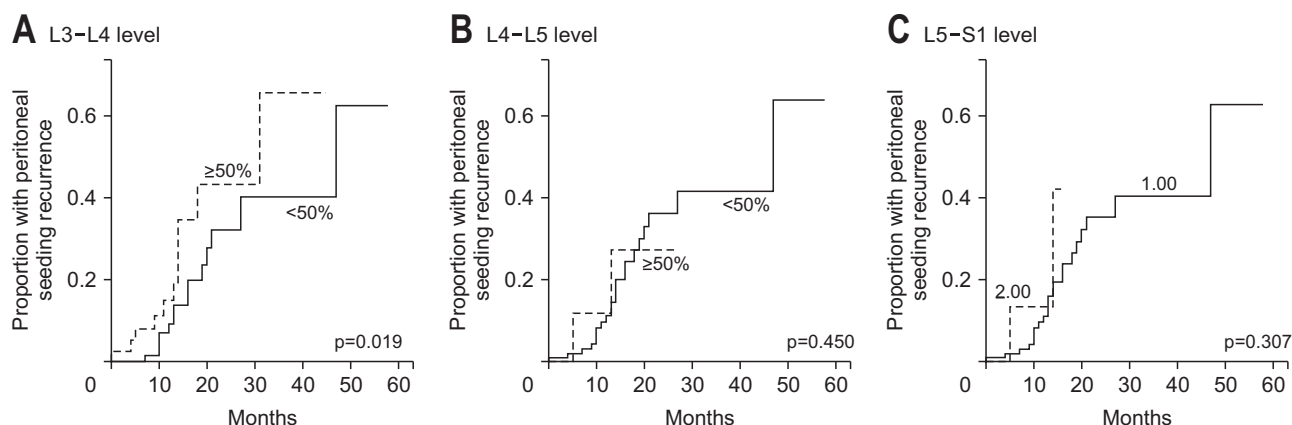 A L3−L4 level
Proportion with peritoneal
seeding recurrence
0.6
0.4
0.2
≥50%
<50%
p=0.019
0 10 20 30 40 50 60
Months
B L4−L5 level
Proportion with peritoneal
seeding recurrence
0.6
0.4
0.2
<50%
≥50%
p=0.450
0 10 20 30 40 50 60
Months
C L5−S1 level
Proportion with peritoneal
seeding recurrence
0.6
0.4
0.2
1.00
2.00
p=0.307
0 10 20 30 40 50 60
Months